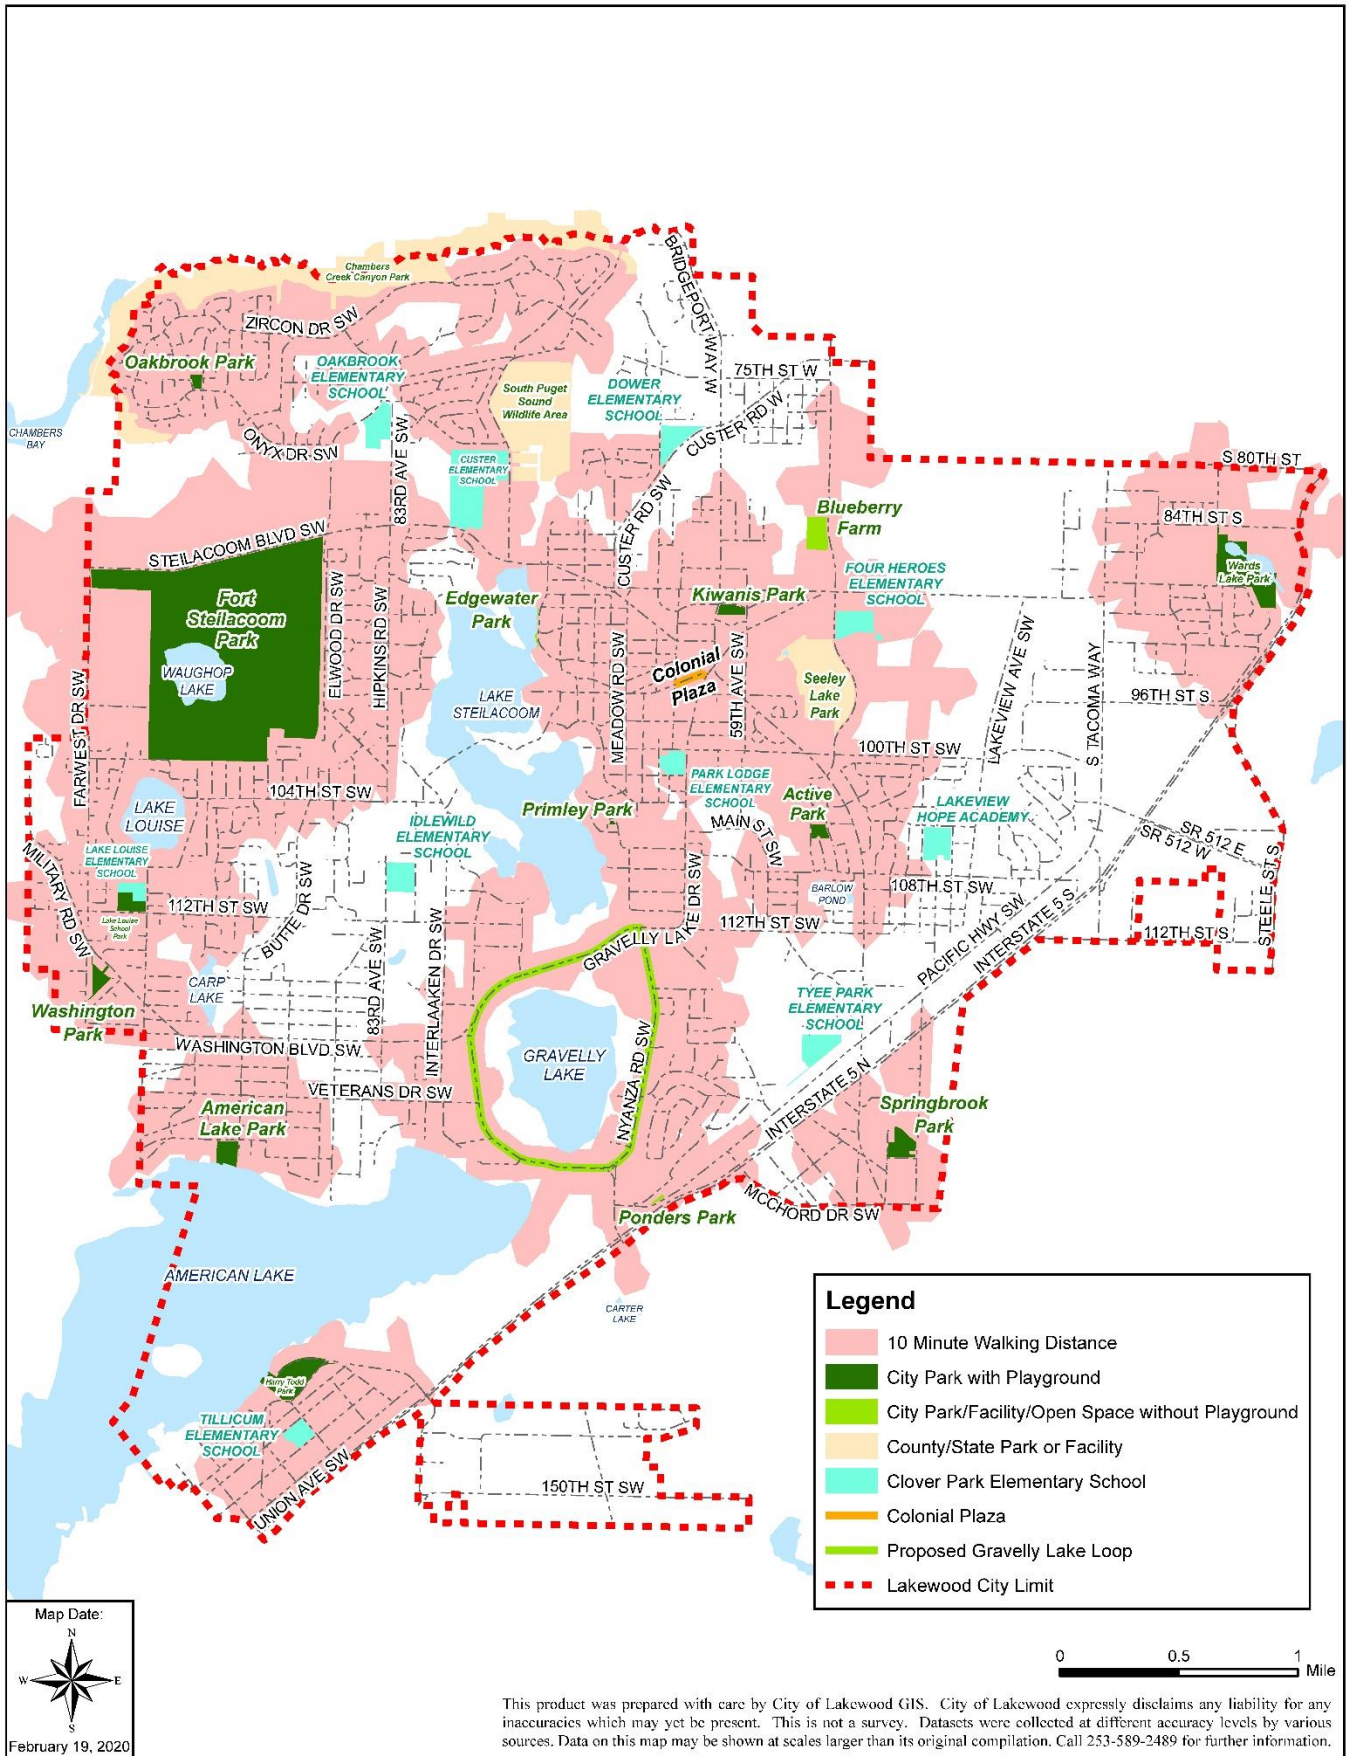 Chambers
Creek Canyon Park
BRIDGEPORT WAY W
ZIRCON DR SW
Oakbrook Park
OAKBROOK
ELEMENTARY
SCHOOL
South Puget
Sound
Wildlife Area
DOWER
ELEMENTARY
SCHOOL
75TH ST W
CUSTER RD W
CHAMBERS
BAY
ONYX DR SW
83RD AVE SW
CUSTER
ELEMENTARY
SCHOOL
S 80TH ST
CUSTER RD SW
Blueberry
Farm
84TH ST S
STEILACOOM BLVD SW
Wards
Lake Park
FOUR HEROES
ELEMENTARY
SCHOOL
Fort
Steilacoom
Park
Edgewater
Park
Kiwanis Park
ELWOOD DR SW
HIPKINS RD SW
WAUGHOP
LAKE
MEADOW RD SW
Colonial
Plaza
59TH AVE SW
Seeley
Lake
Park
LAKEVIEW AVE SW
S TACOMA WAY
96TH ST S
LAKE
STEILACOOM
FARWEST DR SW
100TH ST SW
104TH ST SW
LAKE
LOUISE
PARK LODGE
ELEMENTARY
SCHOOL
Primley Park
Active
Park
LAKEVIEW
HOPE ACADEMY
IDLEWILD
ELEMENTARY
SCHOOL
MAIN ST SW
SR 512 E
SR 512 W
MILITARY RD SW
LAKE LOUISE
ELEMENTARY
SCHOOL
BARLOW
POND
108TH ST SW
112TH ST SW
Lake Louise
School
Park
BUTTE DR SW
GRAVELLY LAKE DR SW
112TH ST SW
PACIFIC HWY SW
INTERSTATE 5 S
112TH ST S
S STEELE ST S
CARP
LAKE
83RD AVE SW
INTERLAAKEN DR SW
Washington
Park
WASHINGTON BLVD SW
TYEE PARK
ELEMENTARY
SCHOOL
GRAVELLY
LAKE
NYANZA RD SW
VETERANS DR SW
INTERSTATE 5 N
American
Lake Park
Springbrook
Park
Ponders Park
MCCHORD DR SW
AMERICAN LAKE
CARTER
LAKE
Harry Todd
Park
TILLICUM
ELEMENTARY
SCHOOL
UNION AVE SW
150TH ST SW
Legend
10 Minute Walking Distance
City Park with Playground
City Park/Facility/Open Space without Playground
County/State Park or Facility
Clover Park Elementary School
Colonial Plaza
Proposed Gravelly Lake Loop
Lakewood City Limit
Map Date:
N
W E
S
February 19, 2020
0 0.5 1
Mile
This product was prepared with care by City of Lakewood GIS. City of Lakewood expressly disclaims any liability for any
inaccuracies which may yet be present. This is not a survey. Datasets were collected at different accuracy levels by various
sources. Data on this map may be shown at scales larger than its original compilation. Call 253-589-2489 for further information.